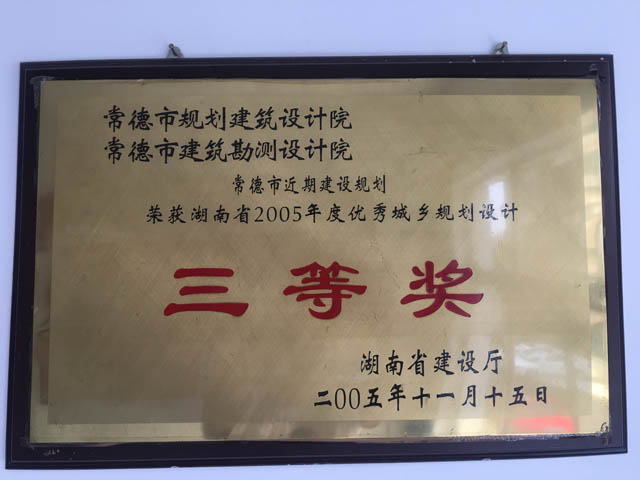 常德市规划建筑设计院
常德市建筑勘测设计院
常德市近期建设规划
荣获湖南省2005年度优秀城乡规划设计
三等奖
湖南省建设厅
二00五年十一月十五日